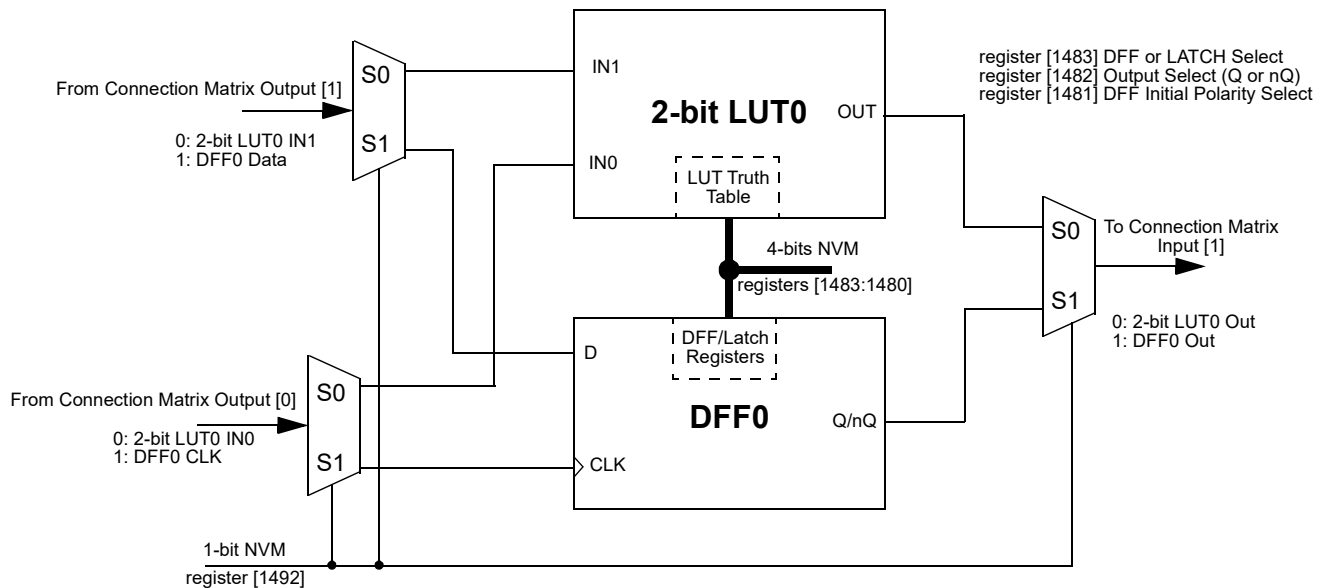 From Connection Matrix Output [1]
0: 2-bit LUT0 IN1
1: DFF0 Data
S0
S1
IN1
IN0
2-bit LUT0
OUT
LUT Truth
Table
register [1483] DFF or LATCH Select
register [1482] Output Select (Q or nQ)
register [1481] DFF Initial Polarity Select
4-bits NVM
registers [1483:1480]
S0
S1
To Connection Matrix
Input [1]
0: 2-bit LUT0 Out
1: DFF0 Out
From Connection Matrix Output [0]
0: 2-bit LUT0 IN0
1: DFF0 CLK
S0
S1
D
CLK
DFF/Latch
Registers
DFF0
Q/nQ
1-bit NVM
register [1492]